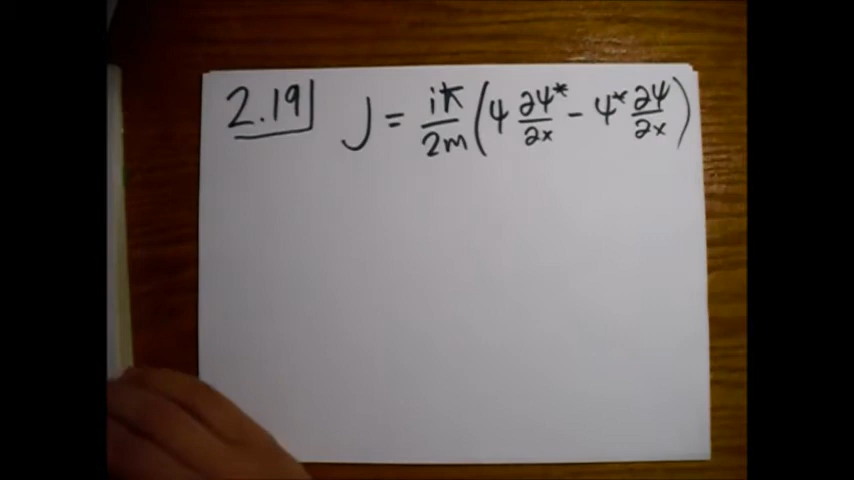 2.19 J = iħ/2m (ψ ∂ψ*/∂x - ψ* ∂ψ/∂x)